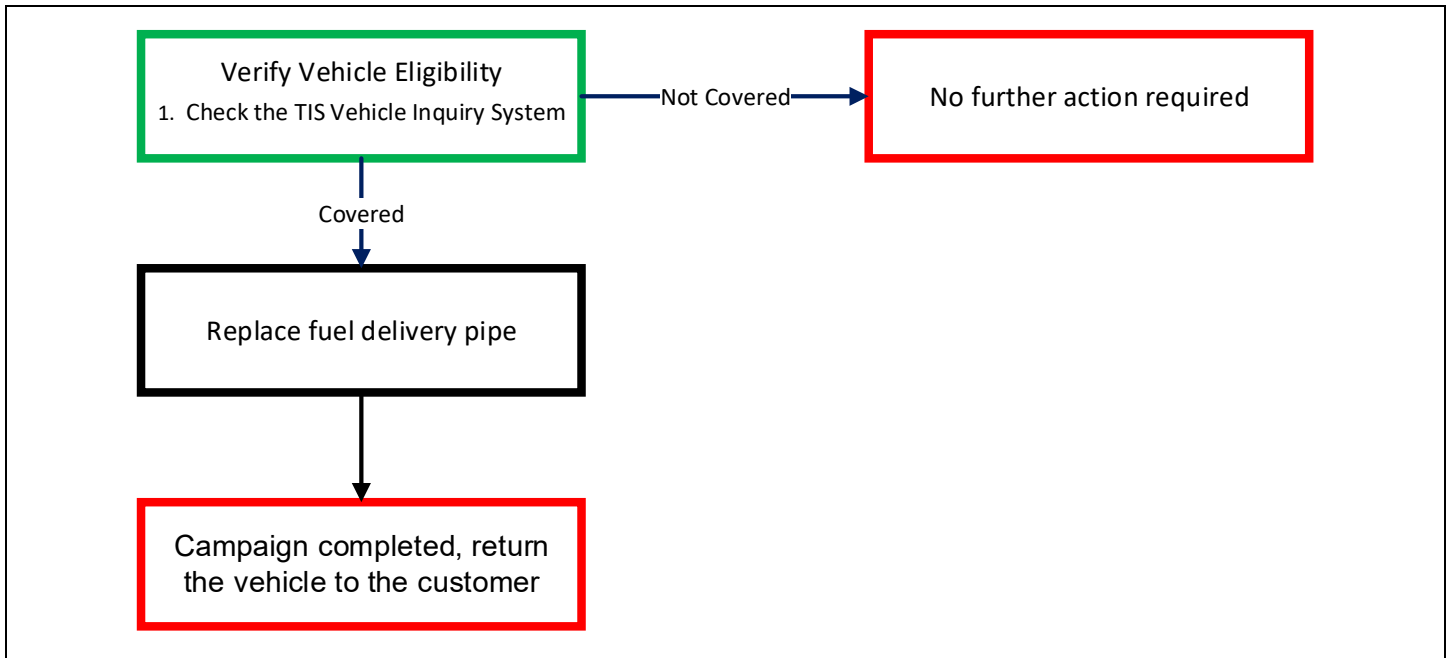 Verify Vehicle Eligibility
1. Check the TIS Vehicle Inquiry System
Not Covered
No further action required
Covered
Replace fuel delivery pipe
Campaign completed, return
the vehicle to the customer